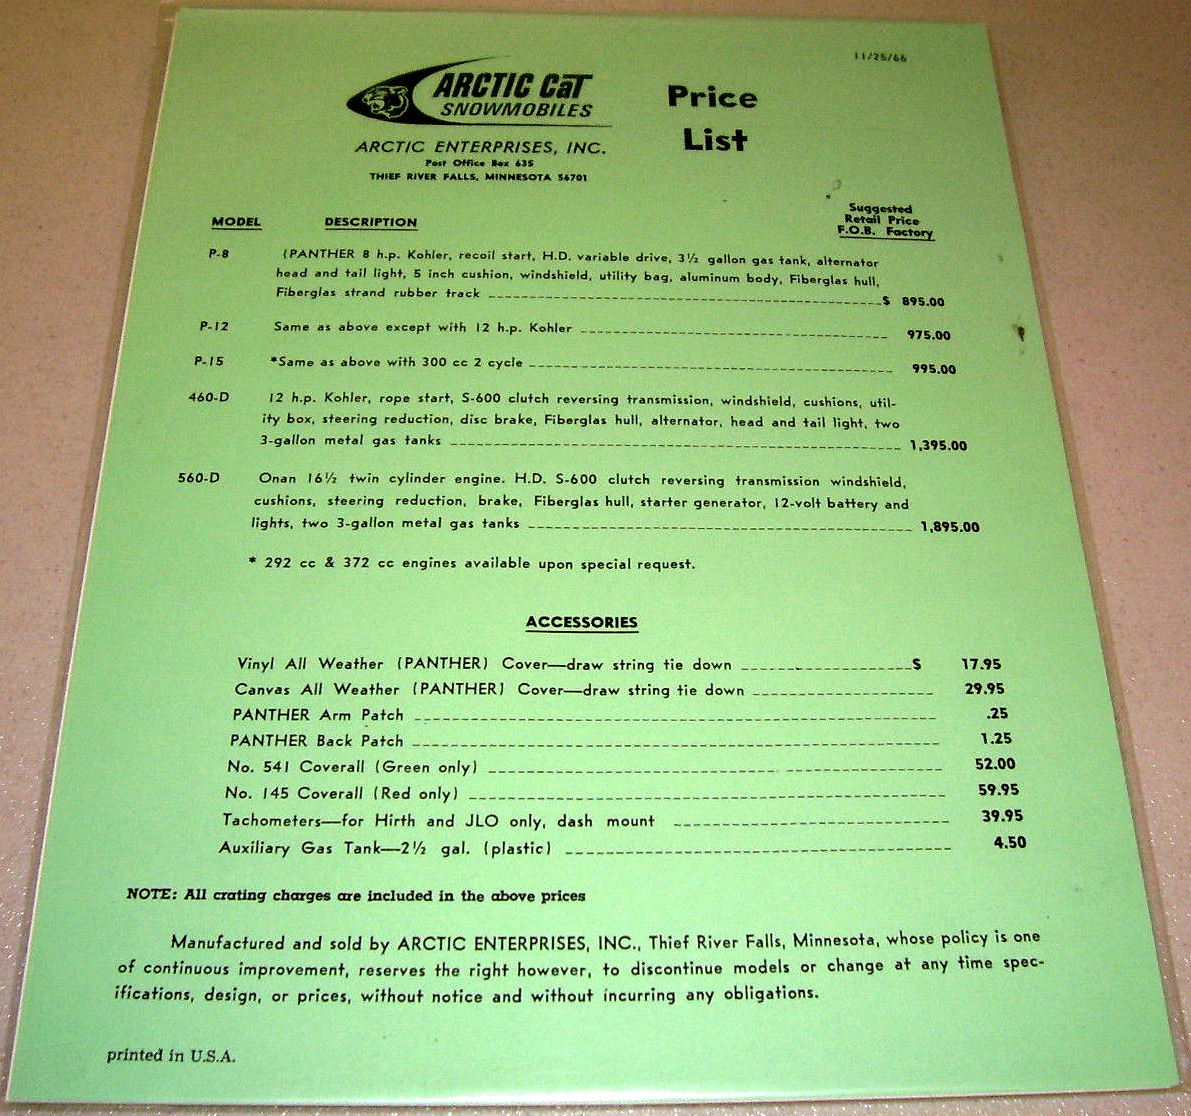 11/25/66
ARCTIC CaT
SNOWMOBILES
Price
List
ARCTIC ENTERPRISES, INC.
Post Office Box 635
THIEF RIVER FALLS, MINNESOTA 56701
Suggested
Retail Price
F.O.B. Factory
MODEL DESCRIPTION
P-8 (PANTHER 8 h.p. Kohler, recoil start, H.D. variable drive, 3½ gallon gas tank, alternator
head and tail light, 5 inch cushion, windshield, utility bag, aluminum body, Fiberglas hull,
Fiberglas strand rubber track $ 895.00
P-12 Same as above except with 12 h.p. Kohler 975.00
P-15 *Same as above with 300 cc 2 cycle 995.00
460-D 12 h.p. Kohler, rope start, S-600 clutch reversing transmission, windshield, cushions, util-
ity box, steering reduction, disc brake, Fiberglas hull, alternator, head and tail light, two
3-gallon metal gas tanks 1,395.00
560-D Onan 16½ twin cylinder engine. H.D. S-600 clutch reversing transmission windshield,
cushions, steering reduction, brake, Fiberglas hull, starter generator, 12-volt battery and
lights, two 3-gallon metal gas tanks 1,895.00
* 292 cc & 372 cc engines available upon special request.
ACCESSORIES
Vinyl All Weather (PANTHER) Cover—draw string tie down $ 17.95
Canvas All Weather (PANTHER) Cover—draw string tie down 29.95
PANTHER Arm Patch .25
PANTHER Back Patch 1.25
No. 541 Coverall (Green only) 52.00
No. 145 Coverall (Red only) 59.95
Tachometers—for Hirth and JLO only, dash mount 39.95
Auxiliary Gas Tank—2½ gal. (plastic) 4.50
NOTE: All crating charges are included in the above prices
Manufactured and sold by ARCTIC ENTERPRISES, INC., Thief River Falls, Minnesota, whose policy is one
of continuous improvement, reserves the right however, to discontinue models or change at any time spec-
ifications, design, or prices, without notice and without incurring any obligations.
printed in U.S.A.